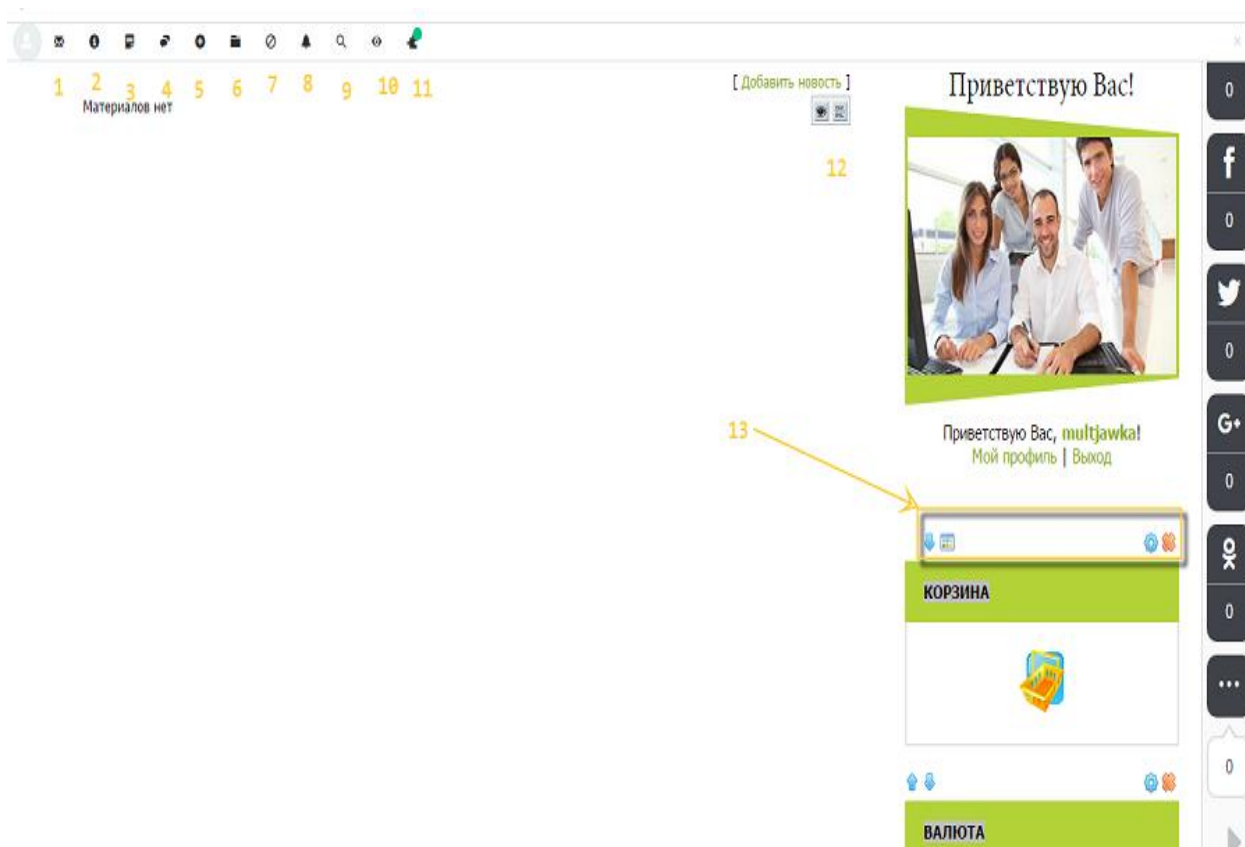 1 2 3 4 5 6 7 8 9 10 11
Материалов нет
[ Добавить новость ]
12
13
Приветствую Вас!
Приветствую Вас, multjawka!
Мой профиль | Выход
КОРЗИНА
ВАЛЮТА
0
f
0
0
G+
0
0
...
0